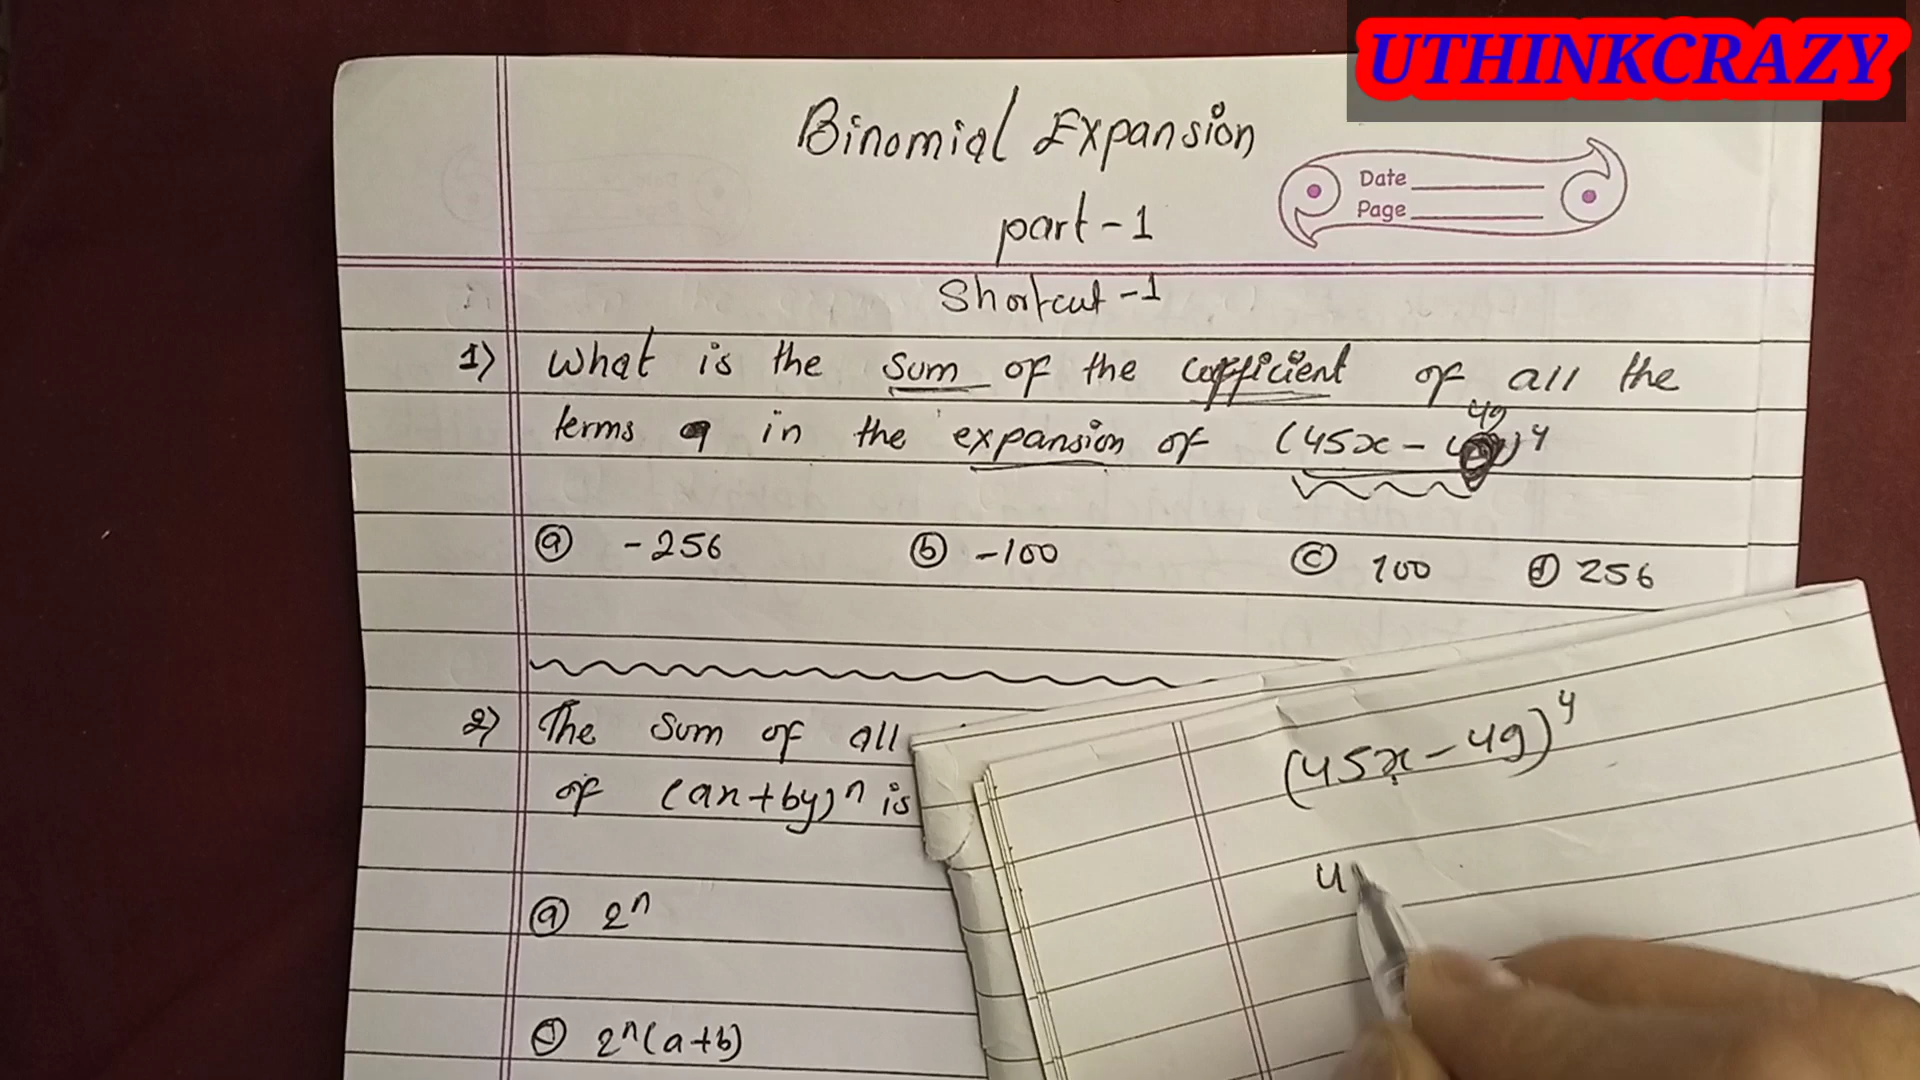 UTHINKCRAZY
Binomial Expansion
Date
Page
part-1
Shortcut-1
1) What is the sum of the cofficient of all the
terms in the expansion of (45x - 49)⁴
ⓐ -256 ⓑ -100 ⓒ 100 ⓓ 256
2) The sum of all
of (ax+by)ⁿ is
ⓐ 2ⁿ
2ⁿ(a+b)
(45x-49)⁴
4